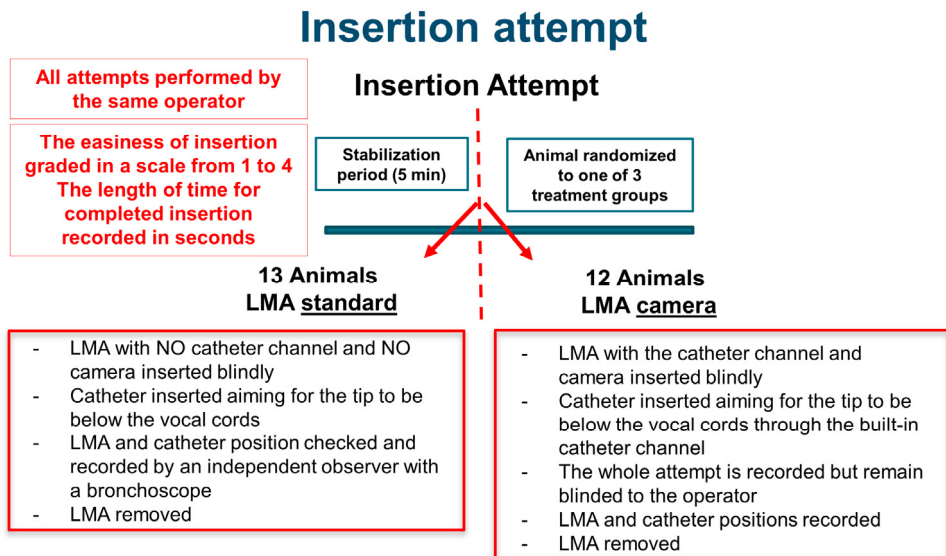 Insertion attempt
All attempts performed by
the same operator
Insertion Attempt
The easiness of insertion
graded in a scale from 1 to 4
The length of time for
completed insertion
recorded in seconds
Stabilization
period (5 min)
Animal randomized
to one of 3
treatment groups
13 Animals
LMA standard
12 Animals
LMA camera
- LMA with NO catheter channel and NO
camera inserted blindly
- Catheter inserted aiming for the tip to be
below the vocal cords
- LMA and catheter position checked and
recorded by an independent observer with
a bronchoscope
- LMA removed
- LMA with the catheter channel and
camera inserted blindly
- Catheter inserted aiming for the tip to be
below the vocal cords through the built-in
catheter channel
- The whole attempt is recorded but remain
blinded to the operator
- LMA and catheter positions recorded
- LMA removed